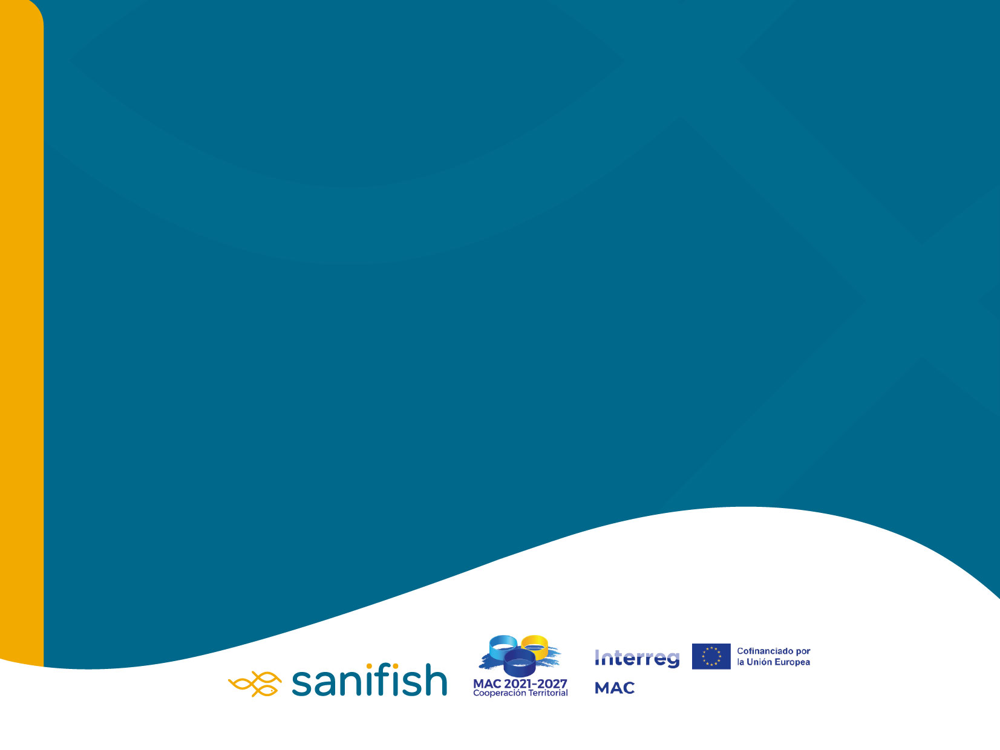 sanifish
MAC 2021-2027
Cooperación Territorial
Interreg
Cofinanciado por
la Unión Europea
MAC